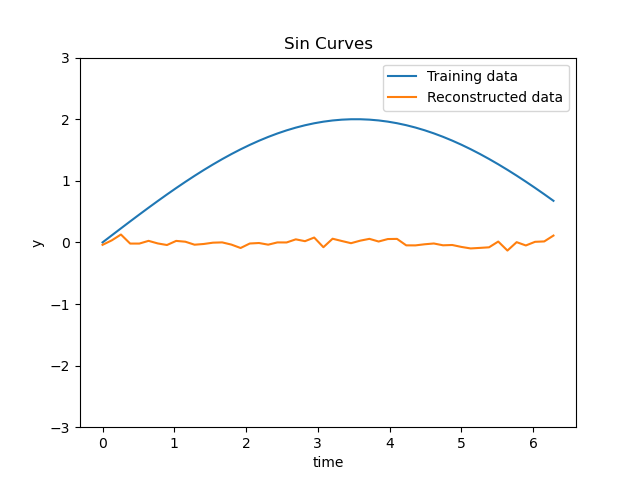 Sin Curves
Training data
Reconstructed data
3
2
1
0
−1
−2
−3
y
0 1 2 3 4 5 6
time